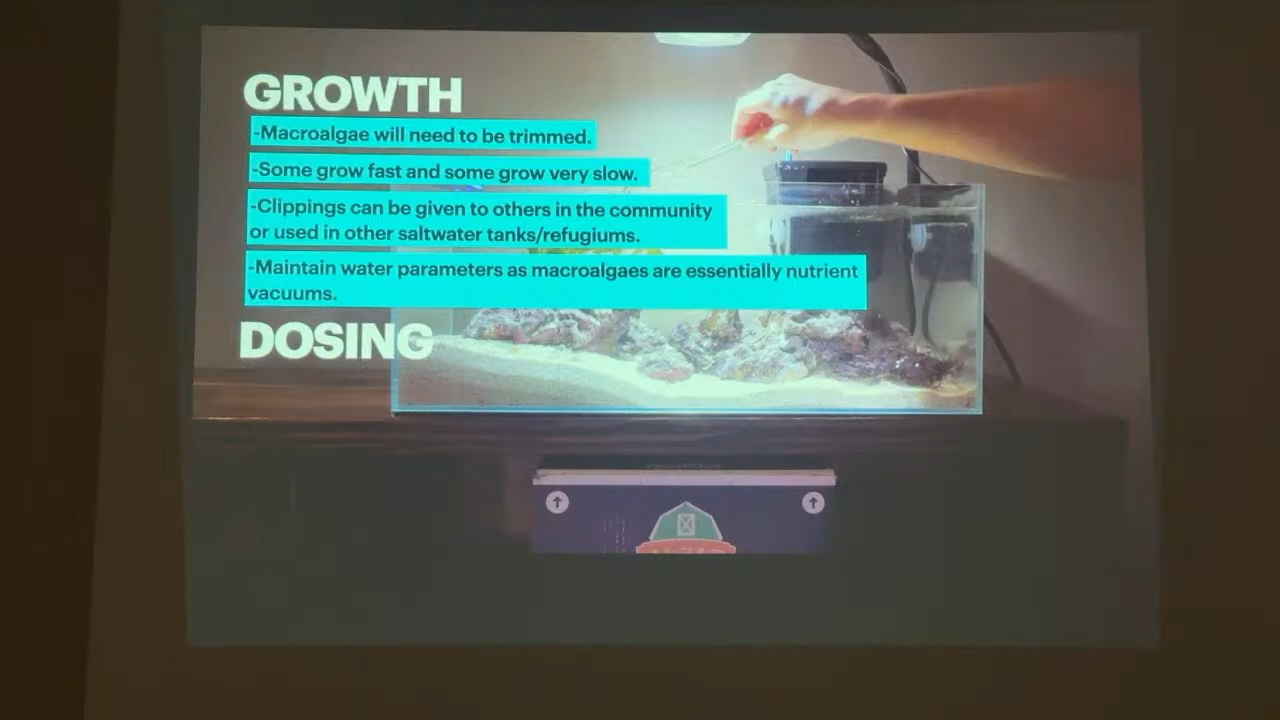 GROWTH
-Macroalgae will need to be trimmed.
-Some grow fast and some grow very slow.
-Clippings can be given to others in the community
or used in other saltwater tanks/refugiums.
-Maintain water parameters as macroalgaes are essentially nutrient
vacuums.
DOSING